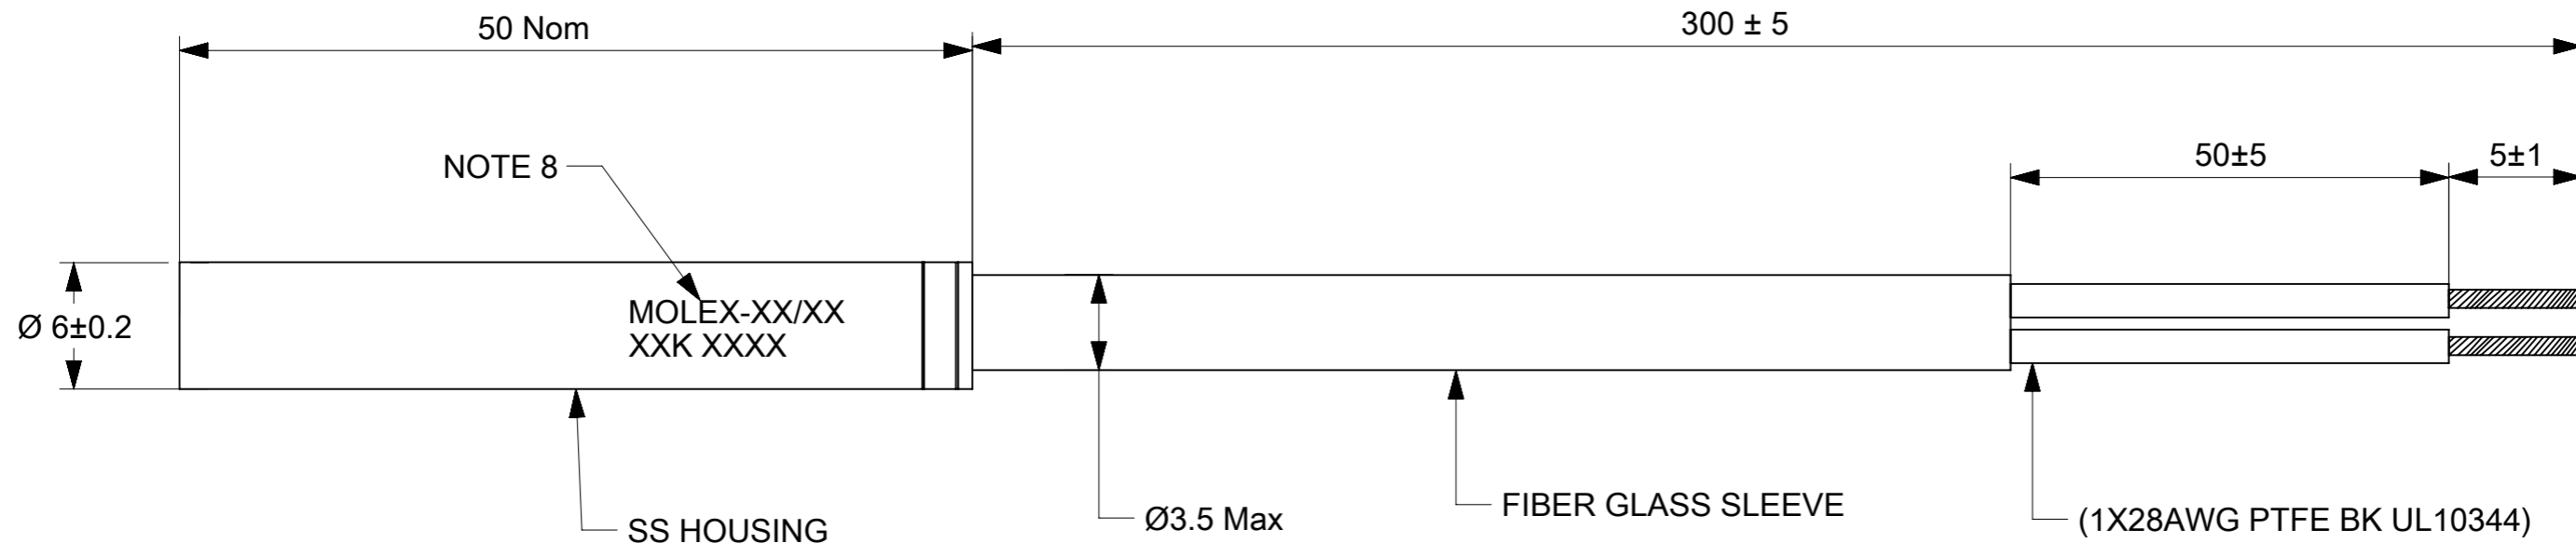 50 Nom
300 ± 5
NOTE 8
50±5
5±1
Ø 6±0.2
MOLEX-XX/XX
XXK XXXX
SS HOUSING
Ø3.5 Max
FIBER GLASS SLEEVE
(1X28AWG PTFE BK UL10344)